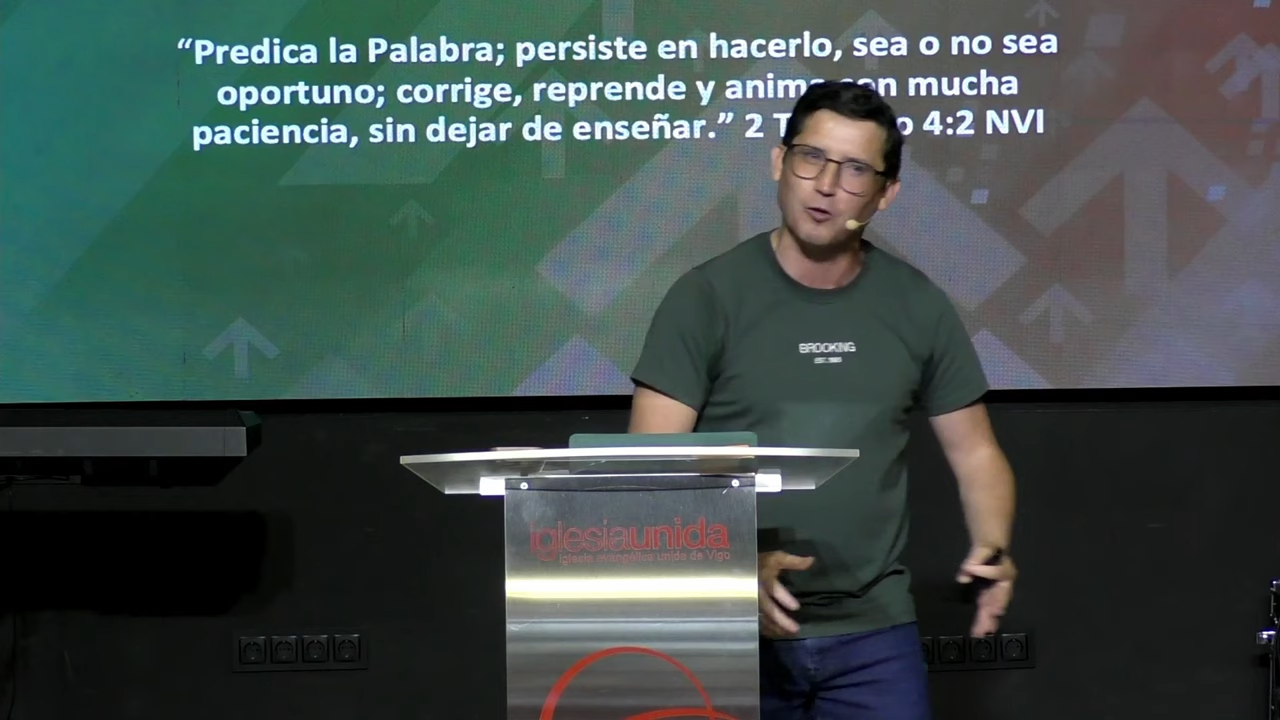 “Predica la Palabra; persiste en hacerlo, sea o no sea
oportuno; corrige, reprende y anima con mucha
paciencia, sin dejar de enseñar.” 2 T o 4:2 NVI
BROOKING
iglesiaunida
iglesia evangélica unida de Vigo